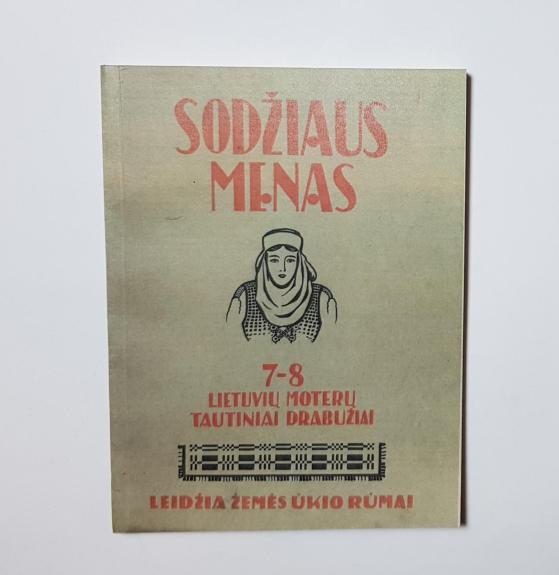 SODŽIAUS
MENAS
7-8
LIETUVIŲ MOTERŲ
TAUTINIAI DRABUŽIAI
LEIDŽIA ŽEMĖS ŪKIO RŪMAI